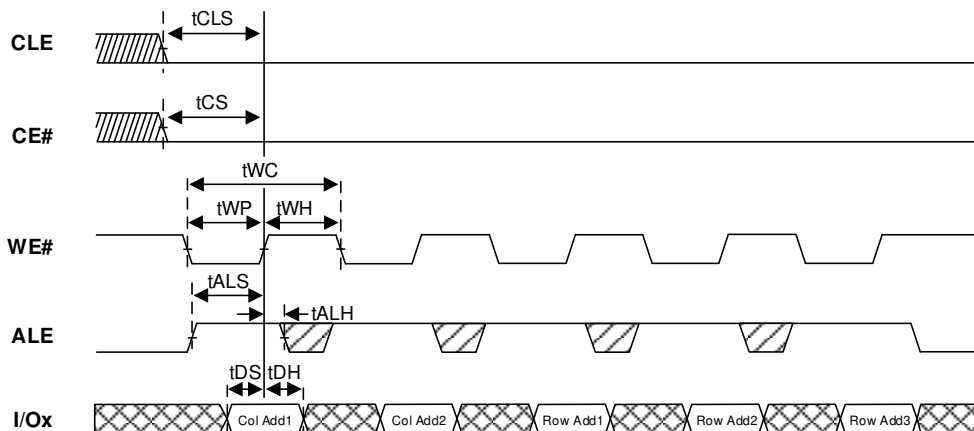 tCLS
CLE
tCS
CE#
tWC
tWP tWH
WE#
tALS
tALH
ALE
tDS tDH
I/Ox Col Add1 Col Add2 Row Add1 Row Add2 Row Add3